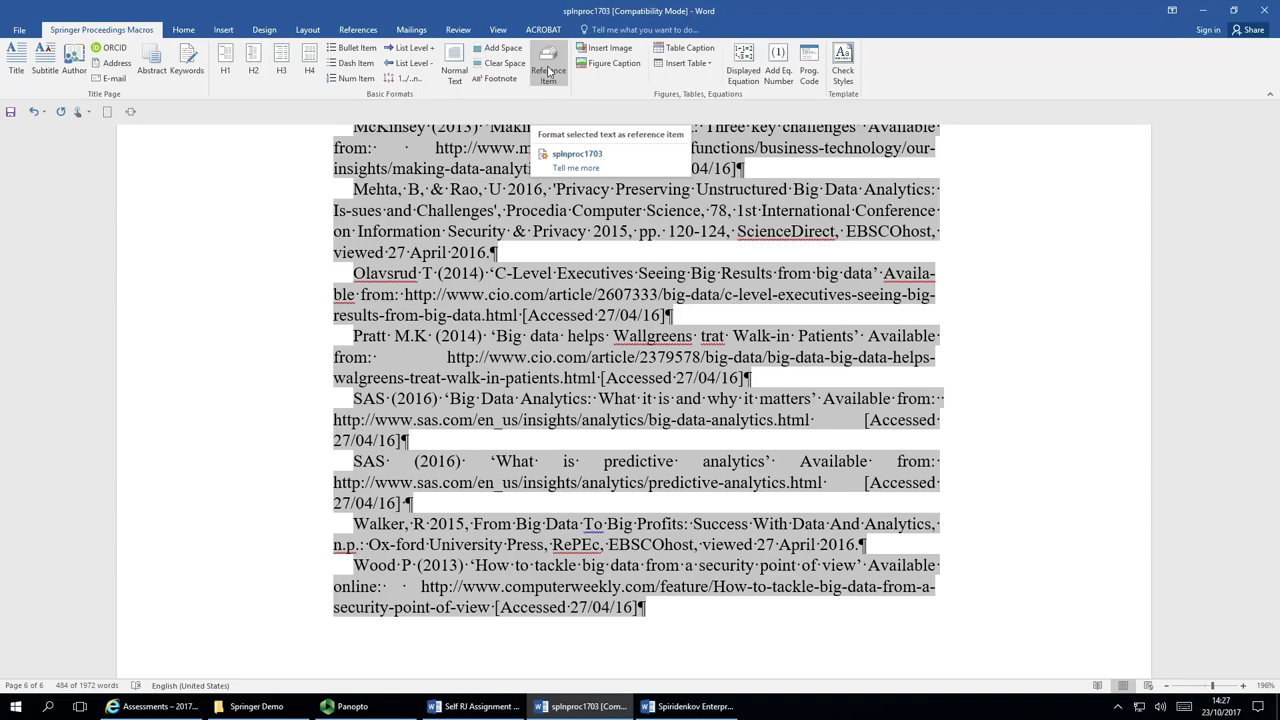 splnproc1703 [Compatibility Mode] - Word
File Springer Proceedings Macros Home Insert Design Layout References Mailings Review View ACROBAT Tell me what you want to do... Sign in Share
ORCID Bullet Item List Level + Add Space Insert Image Table Caption
Address Dash Item List Level - Clear Space Figure Caption Insert Table
Title Subtitle Author Abstract Keywords H1 H2 H3 H4 Normal Text Reference Item Displayed Equation Add Eq. Number Prog. Code Check Styles
E-mail Num Item 1../..n.. Footnote
Title Page Basic Formats Figures, Tables, Equations Template
Format selected text as reference item
splnproc1703
Tell me more
McKinsey (2013) : Three key challenges’ Available
from: http://www.m functions/business-technology/our-
insights/making-data-analyti 04/16]¶
Mehta, B, & Rao, U 2016, 'Privacy Preserving Unstructured Big Data Analytics:
Is-sues and Challenges', Procedia Computer Science, 78, 1st International Conference
on Information Security & Privacy 2015, pp. 120-124, ScienceDirect, EBSCOhost,
viewed 27 April 2016.¶
Olavsrud T (2014) ‘C-Level Executives Seeing Big Results from big data’ Availa-
ble from: http://www.cio.com/article/2607333/big-data/c-level-executives-seeing-big-
results-from-big-data.html [Accessed 27/04/16]¶
Pratt M.K (2014) ‘Big data helps Wallgreens trat Walk-in Patients’ Available
from: http://www.cio.com/article/2379578/big-data/big-data-big-data-helps-
walgreens-treat-walk-in-patients.html [Accessed 27/04/16]¶
SAS (2016) ‘Big Data Analytics: What it is and why it matters’ Available from:
http://www.sas.com/en_us/insights/analytics/big-data-analytics.html [Accessed
27/04/16]¶
SAS (2016) ‘What is predictive analytics’ Available from:
http://www.sas.com/en_us/insights/analytics/predictive-analytics.html [Accessed
27/04/16] ¶
Walker, R 2015, From Big Data To Big Profits: Success With Data And Analytics,
n.p.: Ox-ford University Press, RePEc, EBSCOhost, viewed 27 April 2016.¶
Wood P (2013) ‘How to tackle big data from a security point of view’ Available
online: http://www.computerweekly.com/feature/How-to-tackle-big-data-from-a-
security-point-of-view [Accessed 27/04/16]¶
Page 6 of 6 484 of 1972 words English (United States) 196%
Assessments – 2017... Springer Demo Panopto Self RJ Assignment ... splnproc1703 [Com... Spiridenkov Enterpr... 14:27
23/10/2017